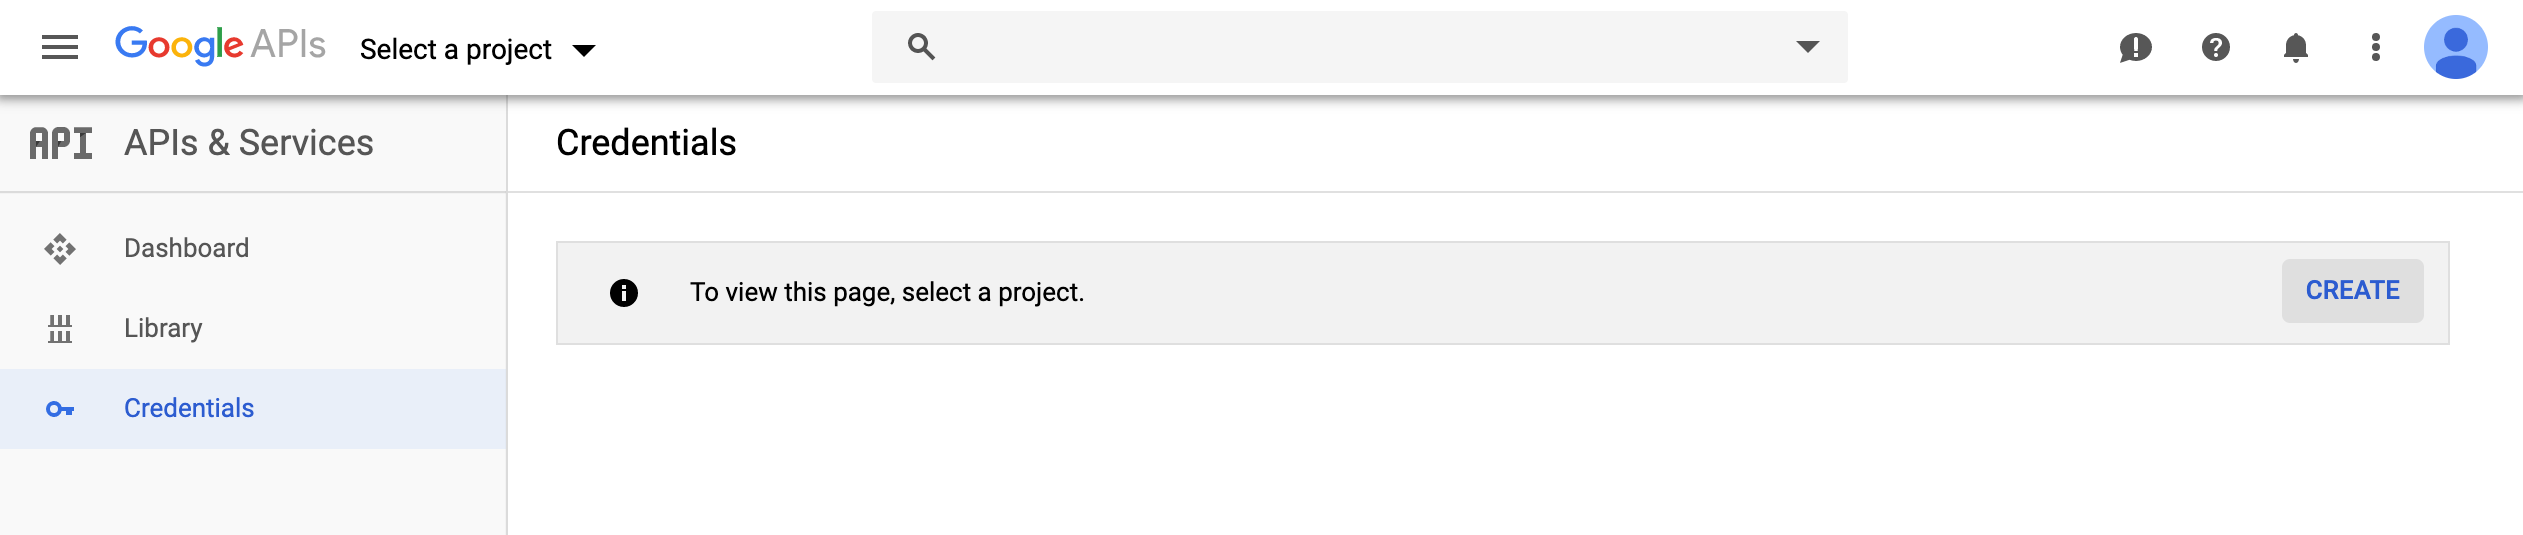 Google APIs Select a project
API APIs & Services
Credentials
Dashboard
Library
Credentials
To view this page, select a project.
CREATE